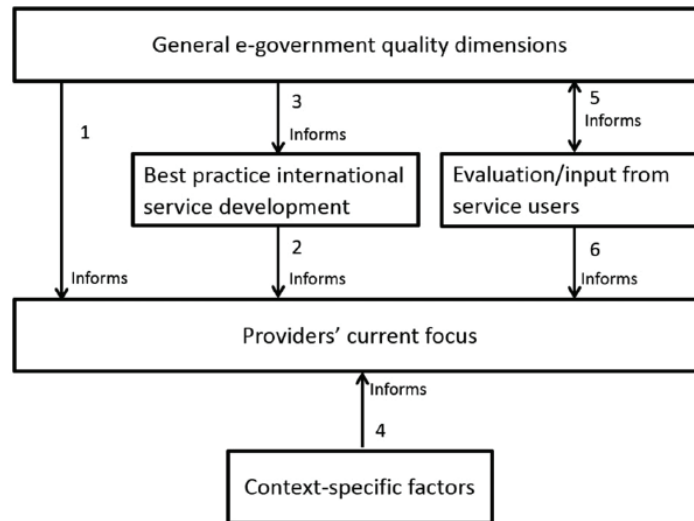 General e-government quality dimensions
1
3
Informs
5
Informs
Best practice international
service development
Evaluation/input from
service users
Informs
2
Informs
6
Informs
Providers’ current focus
Informs
4
Context-specific factors